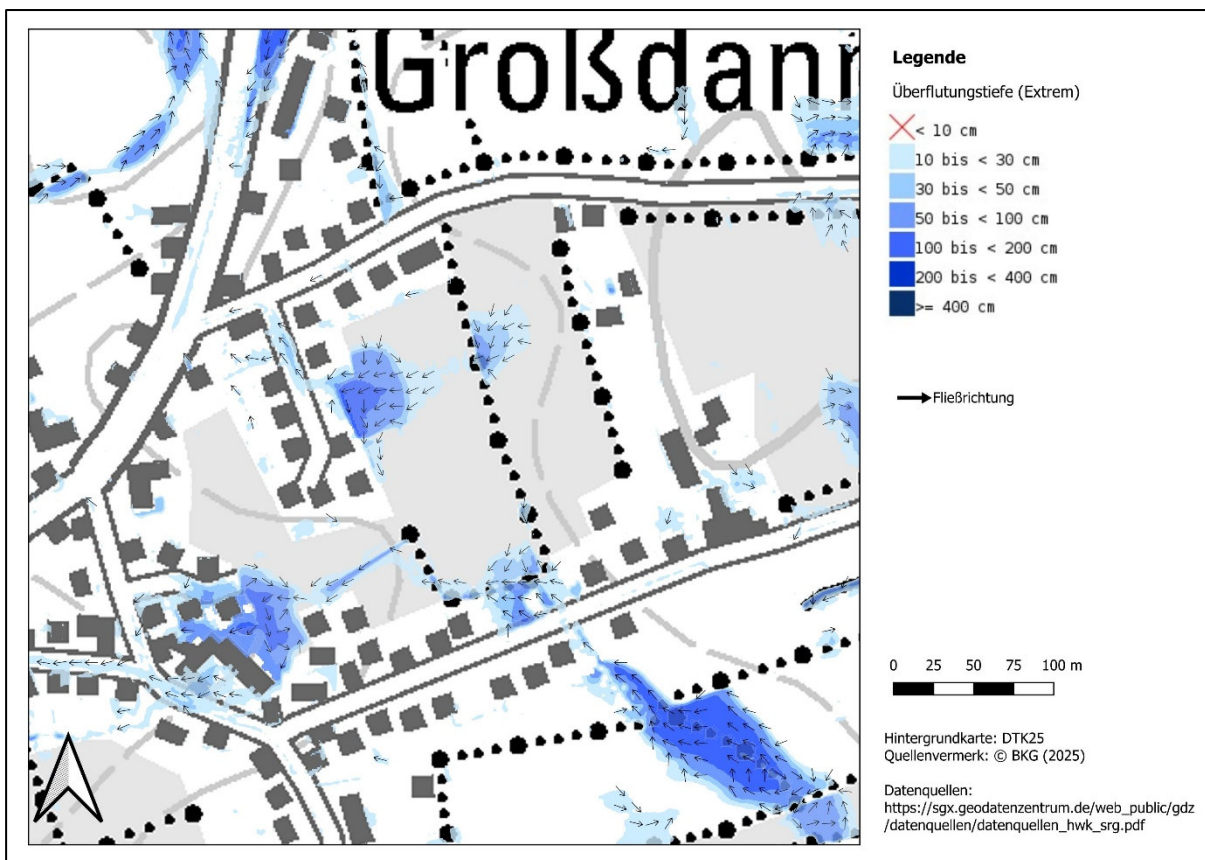 Großdann
Legende
Überflutungstiefe (Extrem)
< 10 cm
10 bis < 30 cm
30 bis < 50 cm
50 bis < 100 cm
100 bis < 200 cm
200 bis < 400 cm
>= 400 cm
Fließrichtung
0 25 50 75 100 m
Hintergrundkarte: DTK25
Quellenvermerk: © BKG (2025)
Datenquellen:
https://sgx.geodatenzentrum.de/web_public/gdz
/datenquellen/datenquellen_hwk_srg.pdf